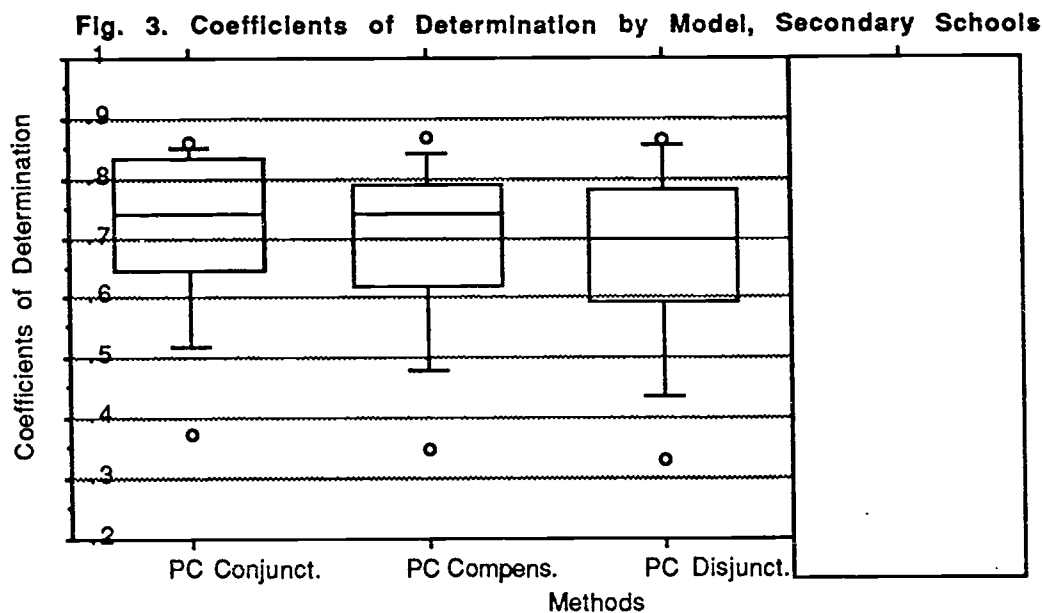 Fig. 3. Coefficients of Determination by Model, Secondary Schools
Coefficients of Determination
1
.9
.8
.7
.6
.5
.4
.3
.2
PC Conjunct. PC Compens. PC Disjunct.
Methods